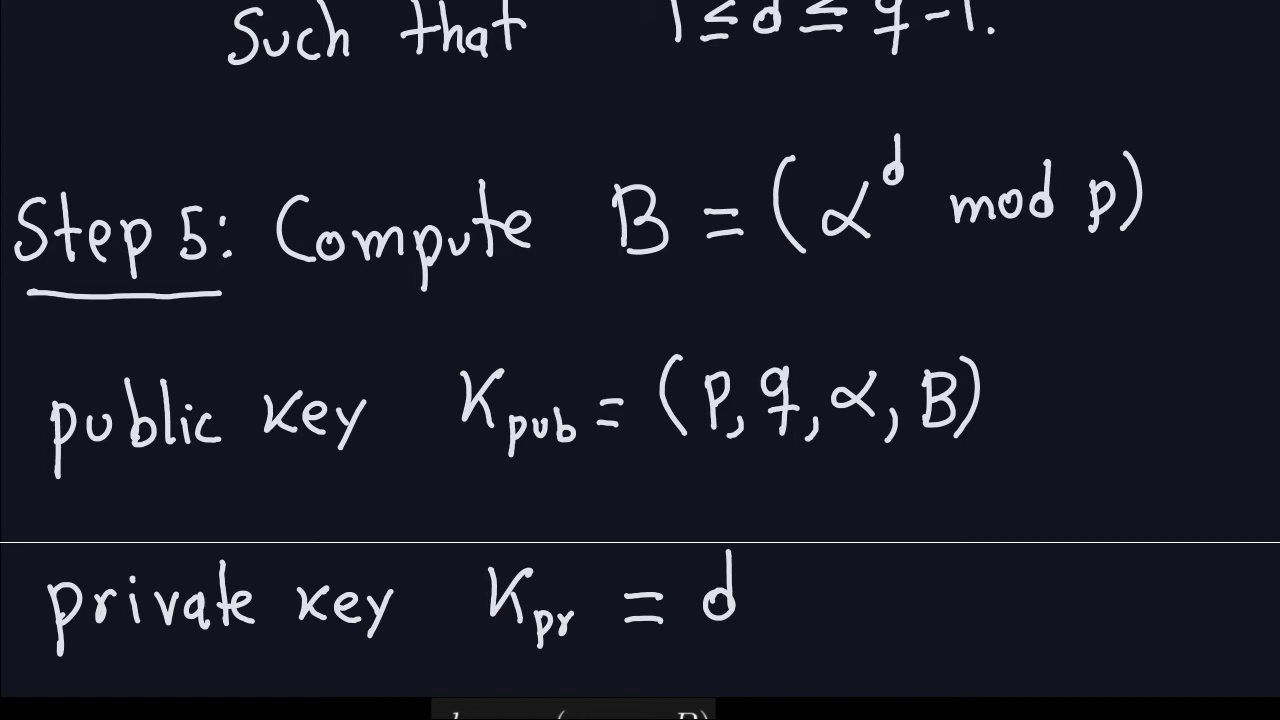 Such that 1 ≤ d ≤ q-1.
Step 5: Compute B = (α^d mod p)
public key K_pub = (P, q, α, B)
private key K_pr = d